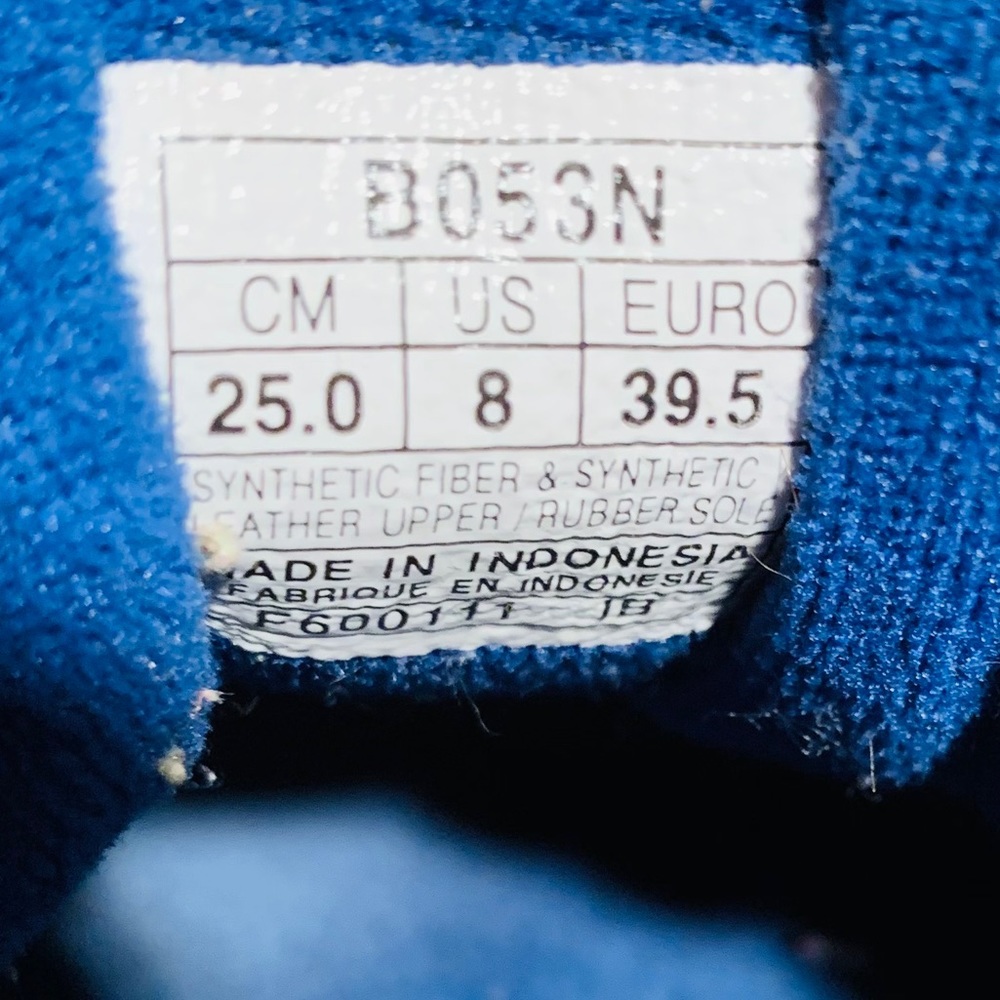 B053N
CM US EURO
25.0 8 39.5
SYNTHETIC FIBER & SYNTHETIC
LEATHER UPPER / RUBBER SOLE
MADE IN INDONESIA
FABRIQUE EN INDONESIE
F600111 IB